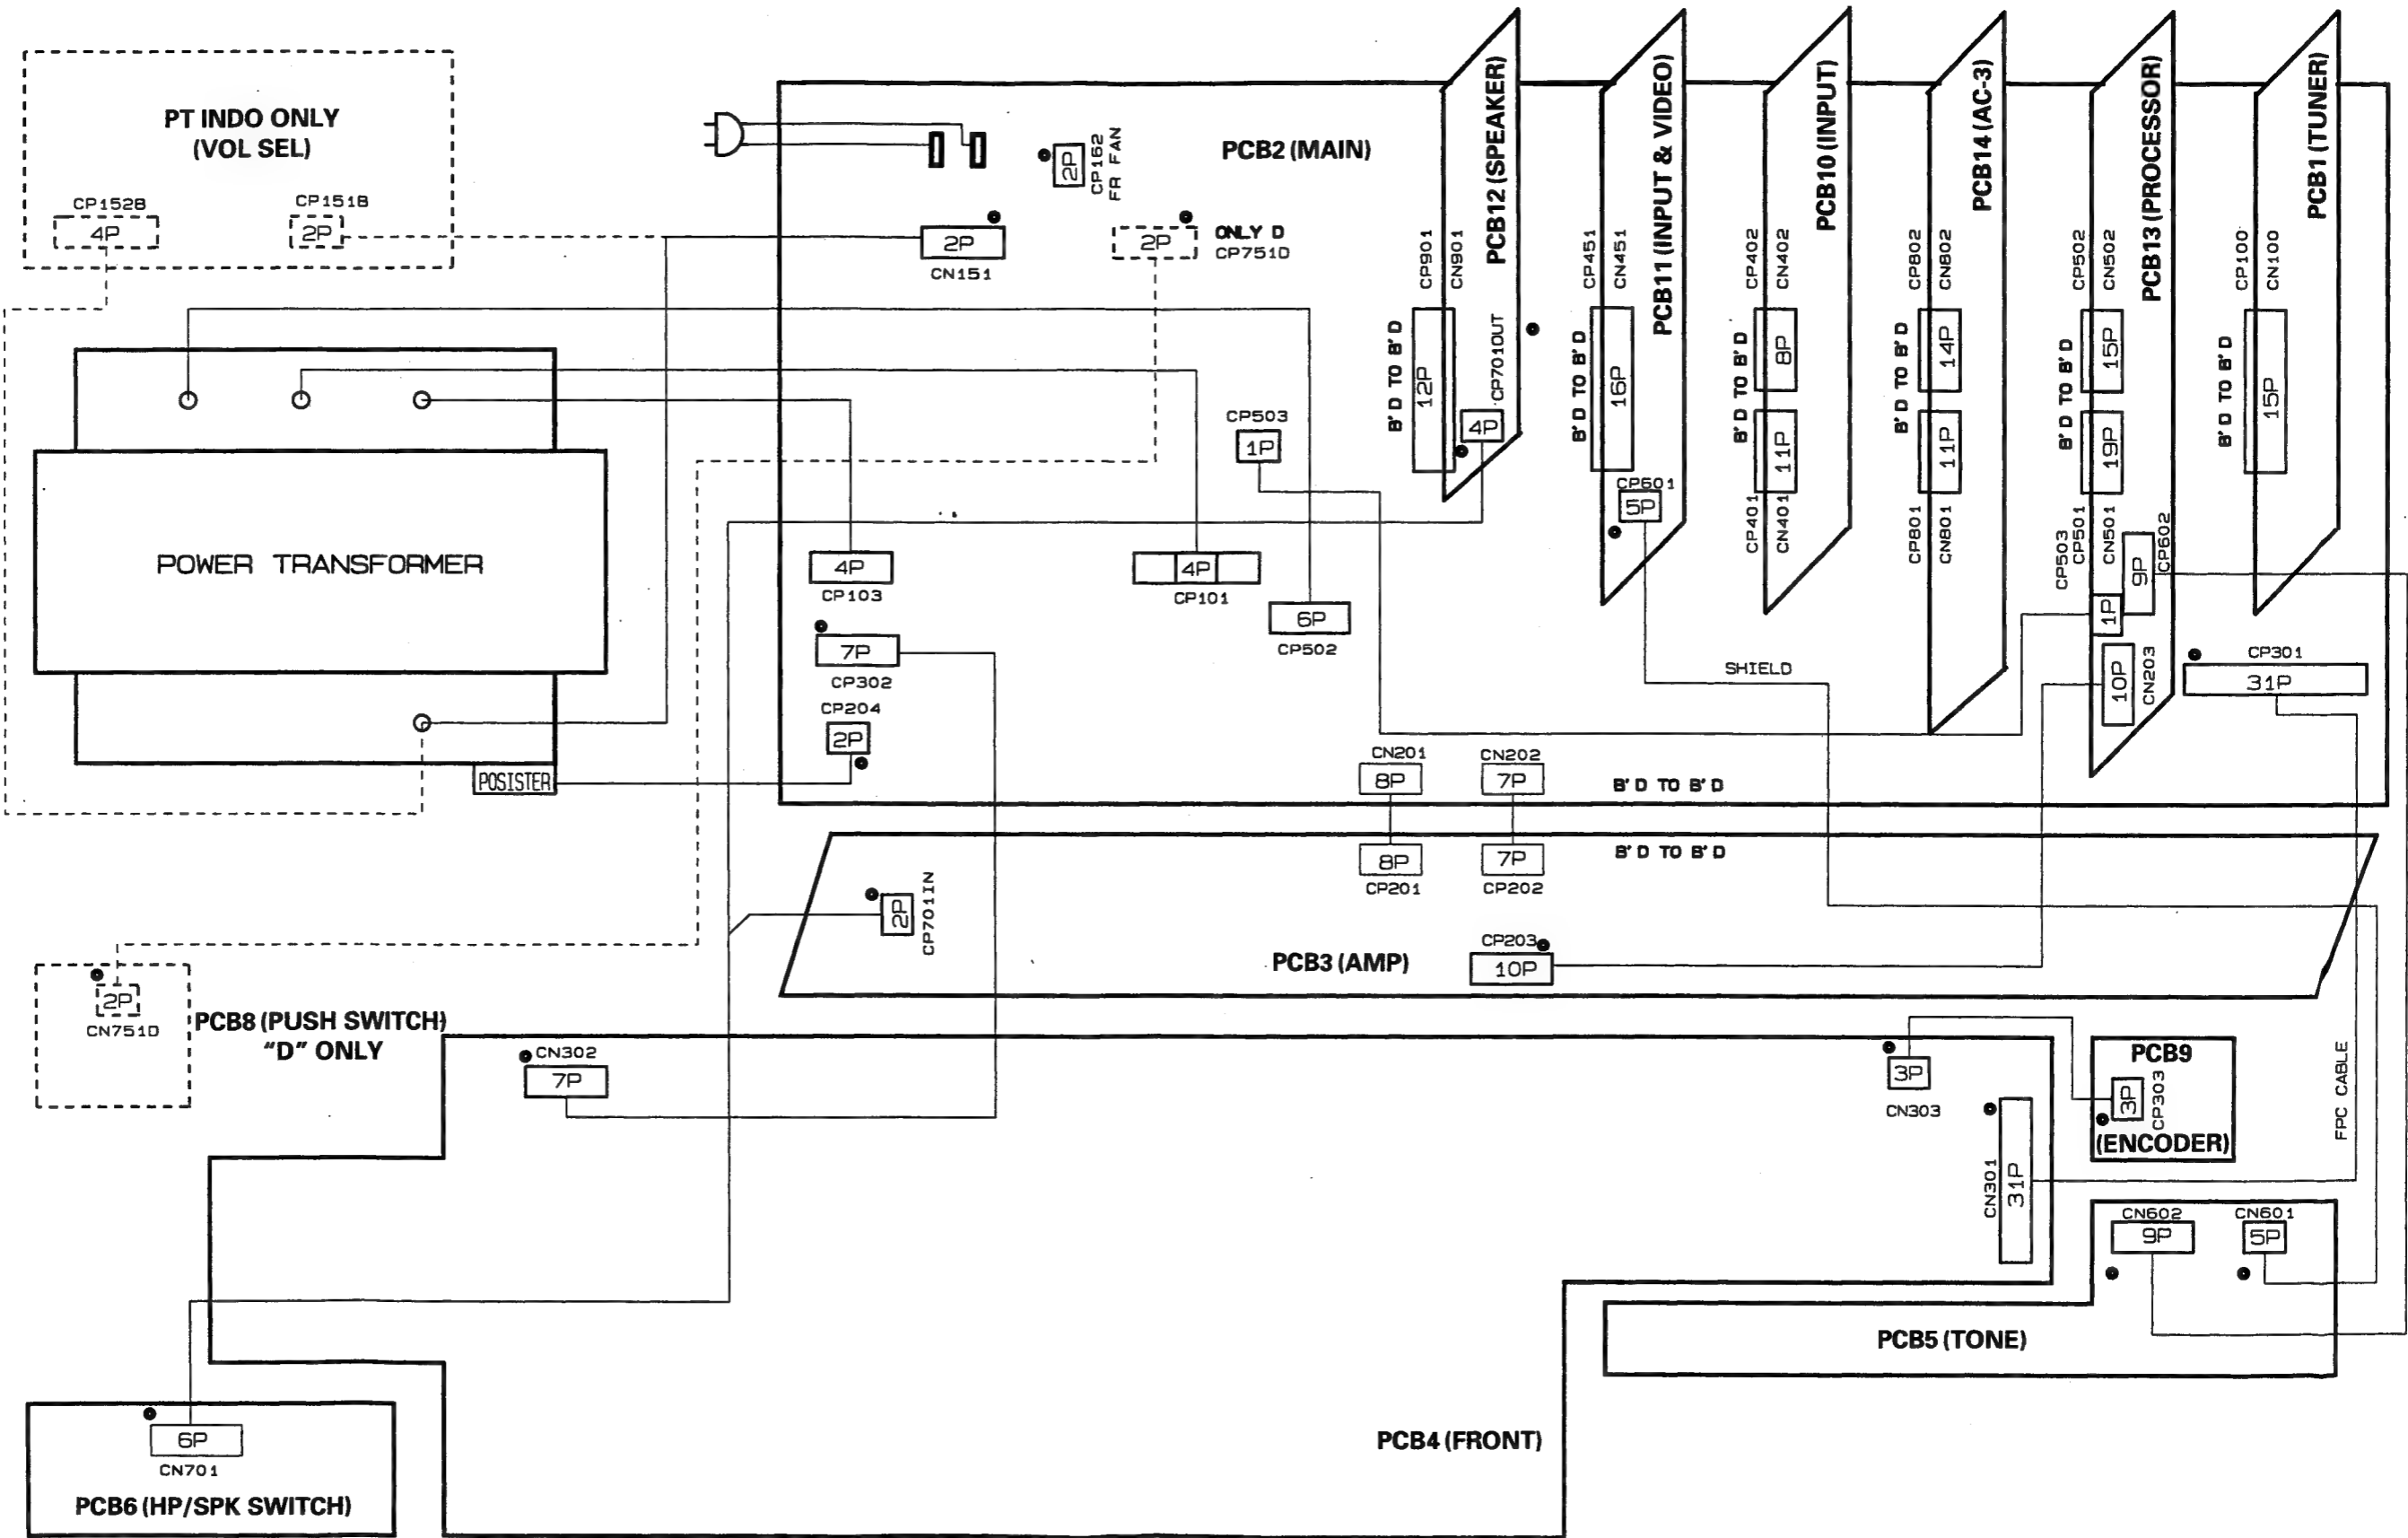 PT INDO ONLY
(VOL SEL)
CP152B
4P
CP151B
2P
2P
CP162
FR FAN
PCB2 (MAIN)
2P
CN151
2P
ONLY D
CP751D
PCB12 (SPEAKER)
CP901
CN901
B'D TO B'D
12P
CP701OUT
4P
PCB11 (INPUT & VIDEO)
CP451
CN451
B'D TO B'D
16P
CP601
5P
PCB10 (INPUT)
CP402
CN402
B'D TO B'D
8P
11P
CP401
CN401
PCB14 (AC-3)
CP802
CN802
B'D TO B'D
14P
11P
CP801
CN801
PCB13 (PROCESSOR)
CP502
CN502
B'D TO B'D
15P
19P
CP503
CP501
CN501
CP602
9P
1P
10P
CN203
PCB1 (TUNER)
CP100
CN100
B'D TO B'D
15P
POWER TRANSFORMER
POSISTER
CP503
1P
4P
CP103
4P
CP101
6P
CP502
7P
CP302
CP204
2P
SHIELD
CP301
31P
CN201
8P
CN202
7P
B'D TO B'D
8P
CP201
7P
CP202
B'D TO B'D
2P
CP701IN
PCB3 (AMP)
CP203
10P
2P
CN751D
PCB8 (PUSH SWITCH)
"D" ONLY
CN302
7P
3P
CN303
PCB9
3P
CP303
(ENCODER)
FPC CABLE
CN301
31P
CN602
9P
CN601
5P
PCB5 (TONE)
PCB4 (FRONT)
6P
CN701
PCB6 (HP/SPK SWITCH)